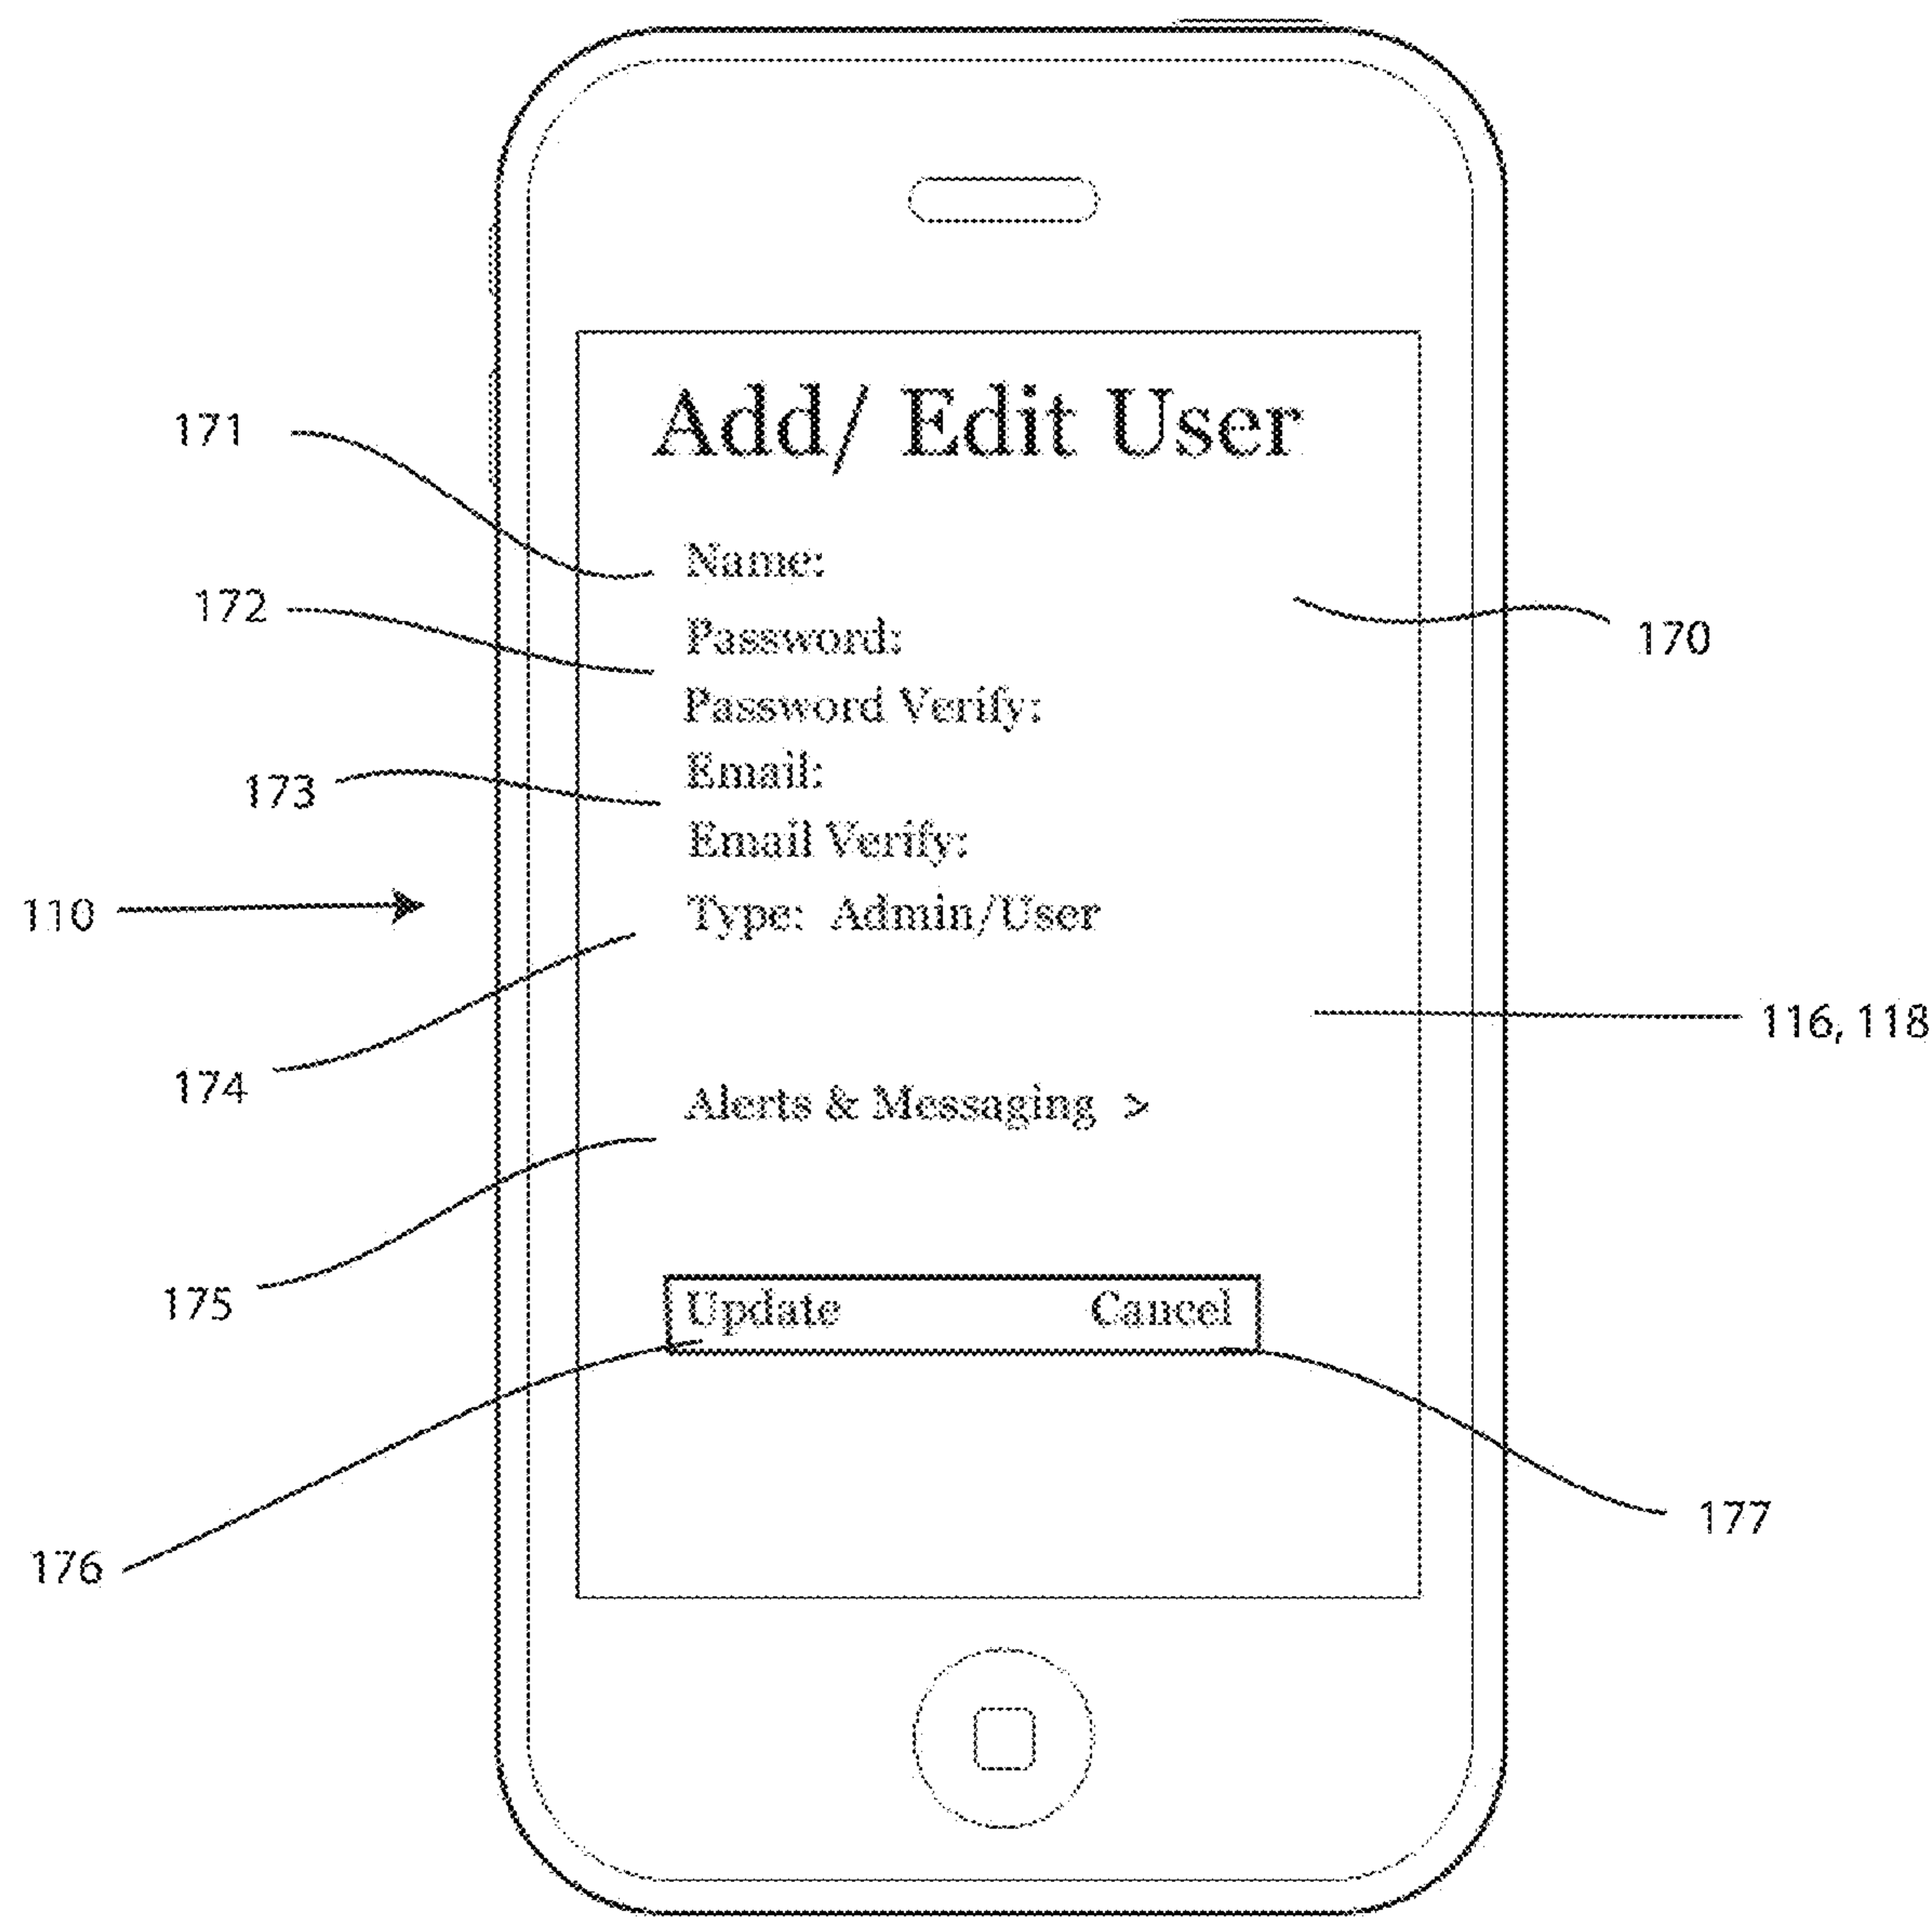 Add/ Edit User
171
Name:
172
Password:
170
Password Verify:
173
Email:
Email Verify:
110
Type: Admin/User
116, 118
174
Alerts & Messaging >
175
Update Cancel
176
177